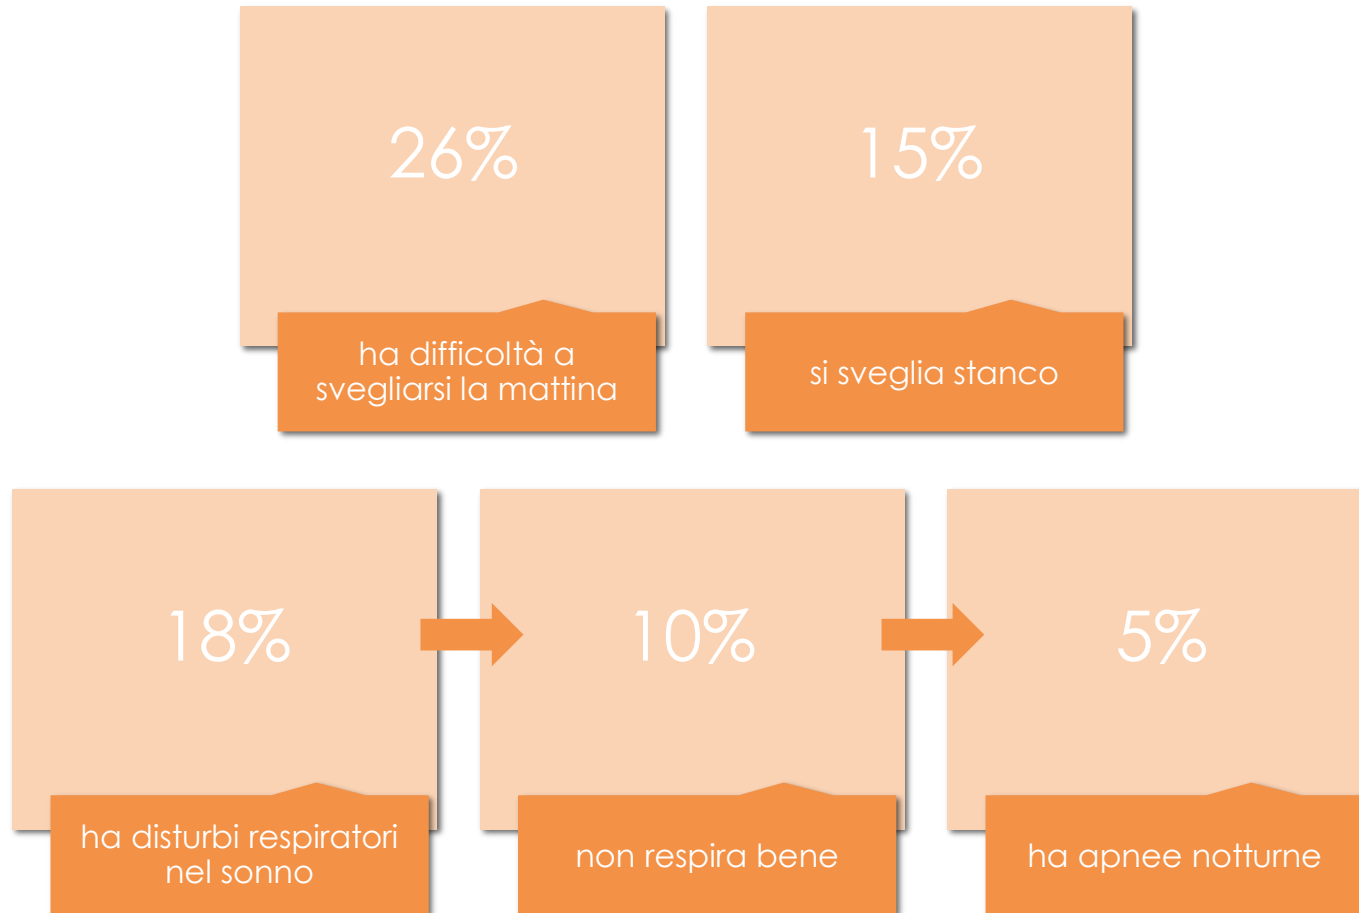 26%
ha difficoltà a
svegliarsi la mattina
15%
si sveglia stanco
18%
ha disturbi respiratori
nel sonno
10%
non respira bene
5%
ha apnee notturne